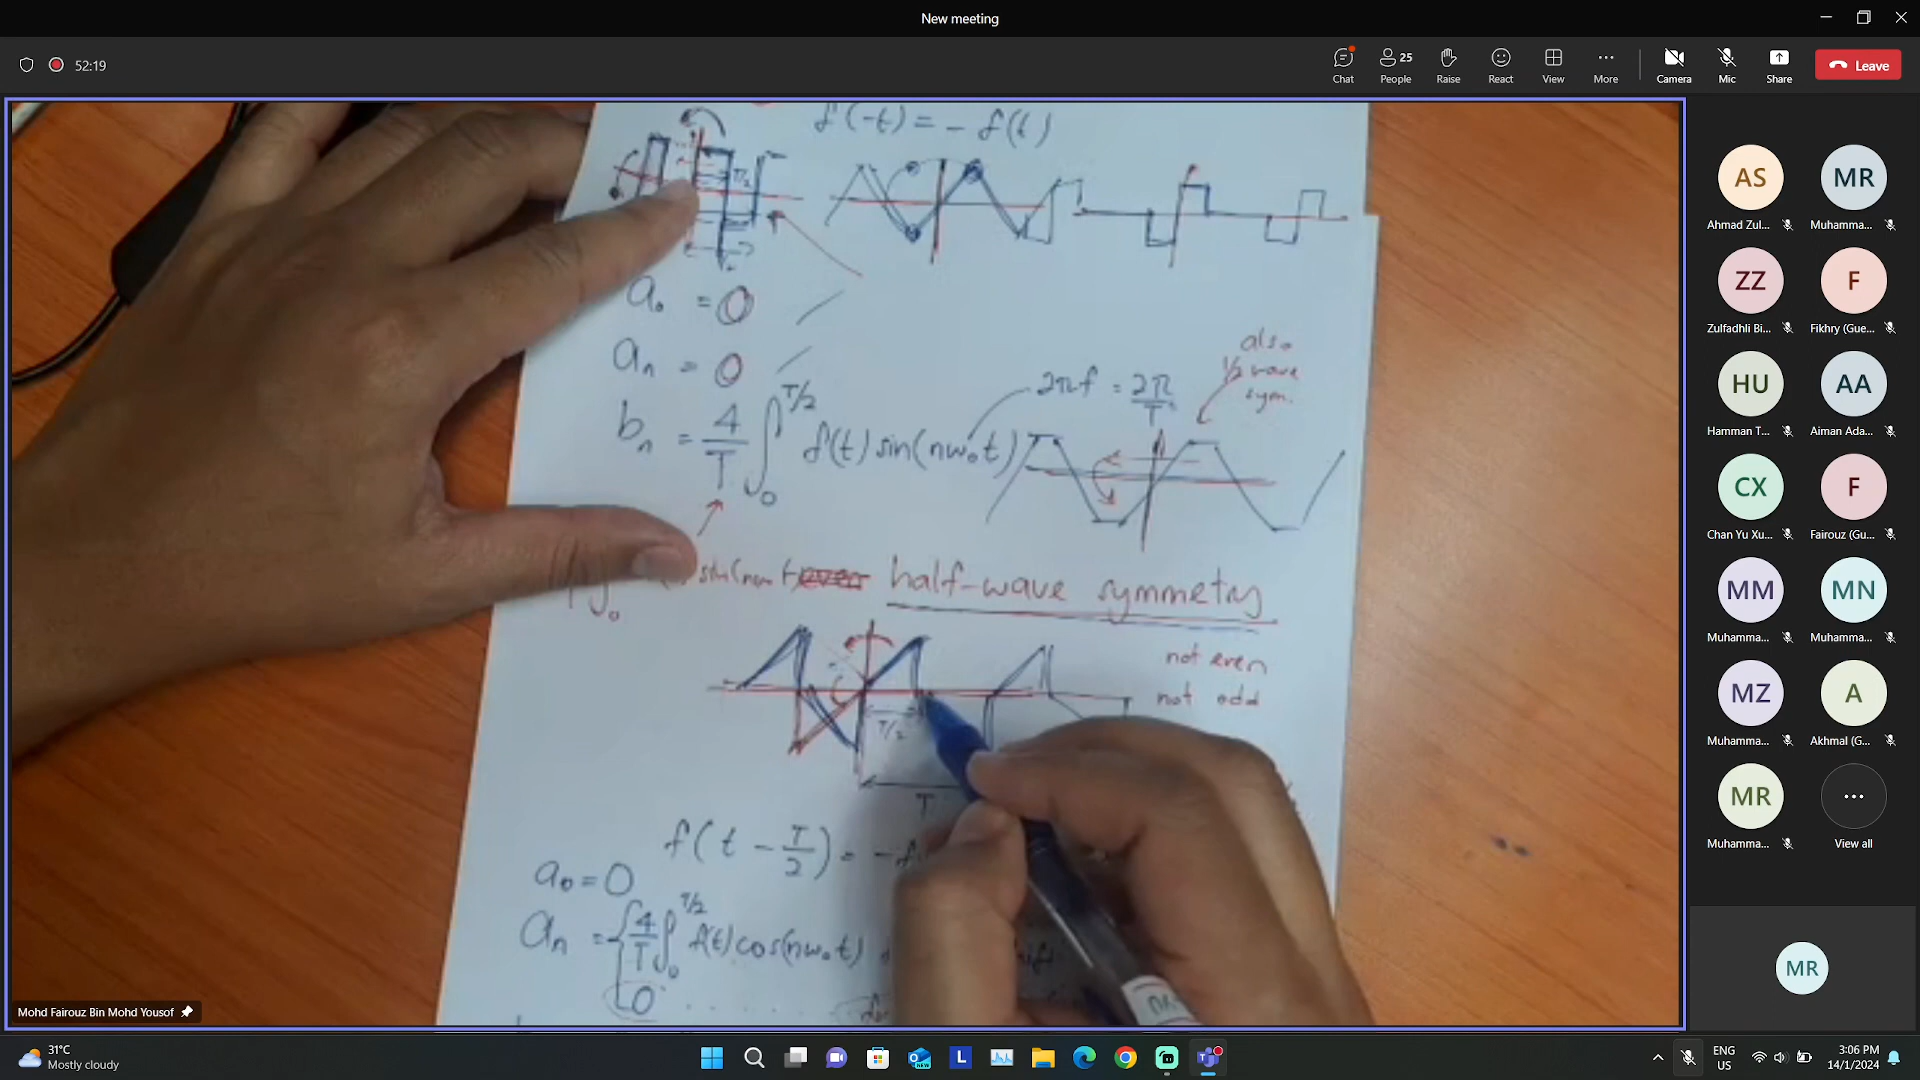 New meeting
52:19
Chat
25
People
Raise
React
View
More
Camera
Mic
Share
Leave
f(-t) = - f(t)
T/2
a₀ = 0
aₙ = 0
bₙ = 4/T ∫₀^T/2 f(t) sin(nω₀t)
2πf = 2π/T
also
1/2 wave
sym.
half-wave symmetry
not even
not odd
T/2
T
f(t - T/2) = -
a₀ = 0
aₙ = { 4/T ∫₀^T/2 f(t) cos(nω₀t)
0
Mohd Fairouz Bin Mohd Yousof
AS
Ahmad Zul...
MR
Muhamma...
ZZ
Zulfadhli Bi...
F
Fikhry (Gue...
HU
Hamman T...
AA
Aiman Ada...
CX
Chan Yu Xu...
F
Fairouz (Gu...
MM
Muhamma...
MN
Muhamma...
MZ
Muhamma...
A
Akhmal (G...
MR
Muhamma...
View all
MR
31°C
Mostly cloudy
ENG
US
3:06 PM
14/1/2024